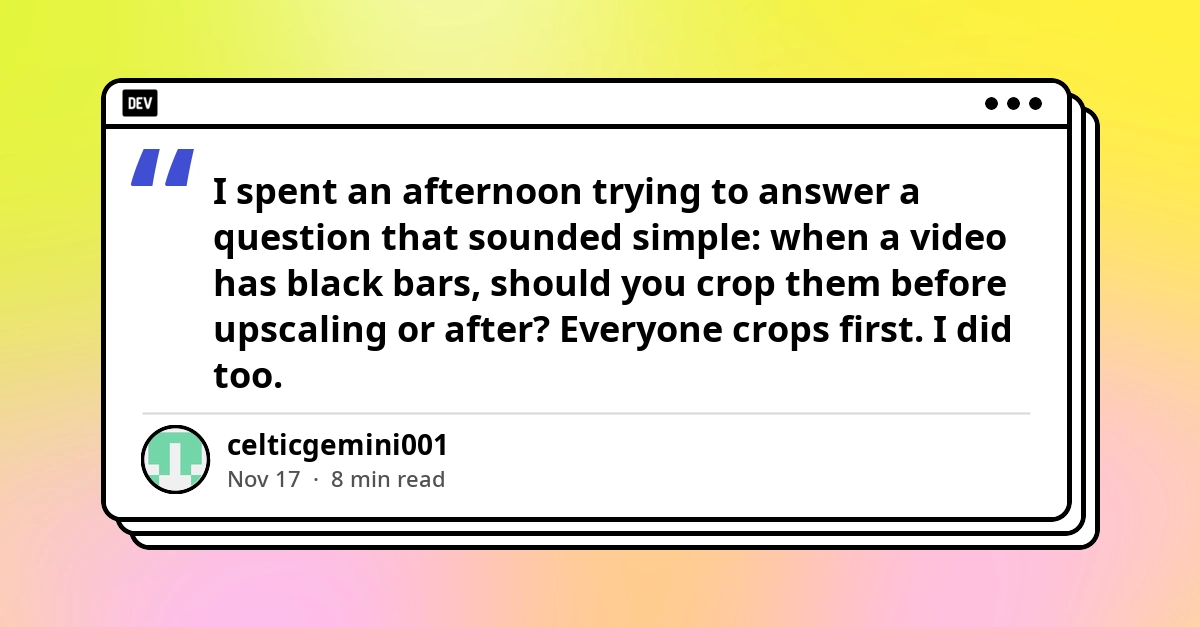 DEV
“
I spent an afternoon trying to answer a
question that sounded simple: when a video
has black bars, should you crop them before
upscaling or after? Everyone crops first. I did
too.
celticgemini001
Nov 17 · 8 min read